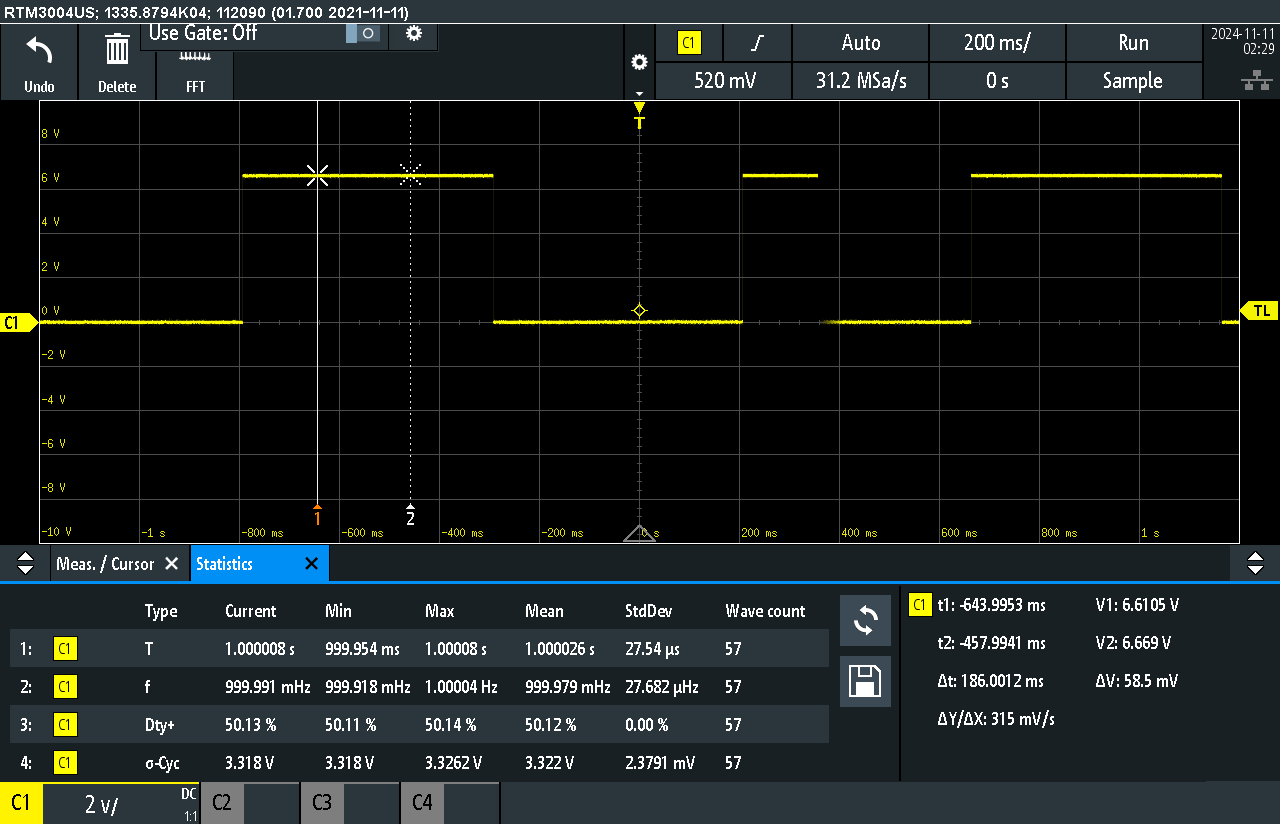 RTM3004US; 1335.8794K04; 112090 (01.700 2021-11-11)
Undo
Delete
Use Gate: Off
FFT
C1
Auto
200 ms/
Run
520 mV
31.2 MSa/s
0 s
Sample
2024-11-11
02:29
T
8 V
6 V
4 V
2 V
0 V
C1
TL
-2 V
-4 V
-6 V
-8 V
1
2
-10 V
-1 s
-800 ms
-600 ms
-400 ms
-200 ms
0 s
200 ms
400 ms
600 ms
800 ms
1 s
Meas. / Cursor
Statistics
Type Current Min Max Mean StdDev Wave count
1: C1 T 1.000008 s 999.954 ms 1.00008 s 1.000026 s 27.54 µs 57
2: C1 f 999.991 mHz 999.918 mHz 1.00004 Hz 999.979 mHz 27.682 µHz 57
3: C1 Dty+ 50.13 % 50.11 % 50.14 % 50.12 % 0.00 % 57
4: C1 σ-Cyc 3.318 V 3.318 V 3.3262 V 3.322 V 2.3791 mV 57
C1 t1: -643.9953 ms V1: 6.6105 V
t2: -457.9941 ms V2: 6.669 V
Δt: 186.0012 ms ΔV: 58.5 mV
ΔY/ΔX: 315 mV/s
C1 2 V/ DC
1:1
C2
C3
C4